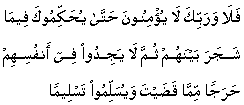 فَلَا وَرَبِّكَ لَا يُؤْمِنُونَ حَتَّىٰ يُحَكِّمُوكَ فِيمَا
شَجَرَ بَيْنَهُمْ ثُمَّ لَا يَجِدُوا۟ فِىٓ أَنفُسِهِمْ
حَرَجًا مِّمَّا قَضَيْتَ وَيُسَلِّمُوا۟ تَسْلِيمًا